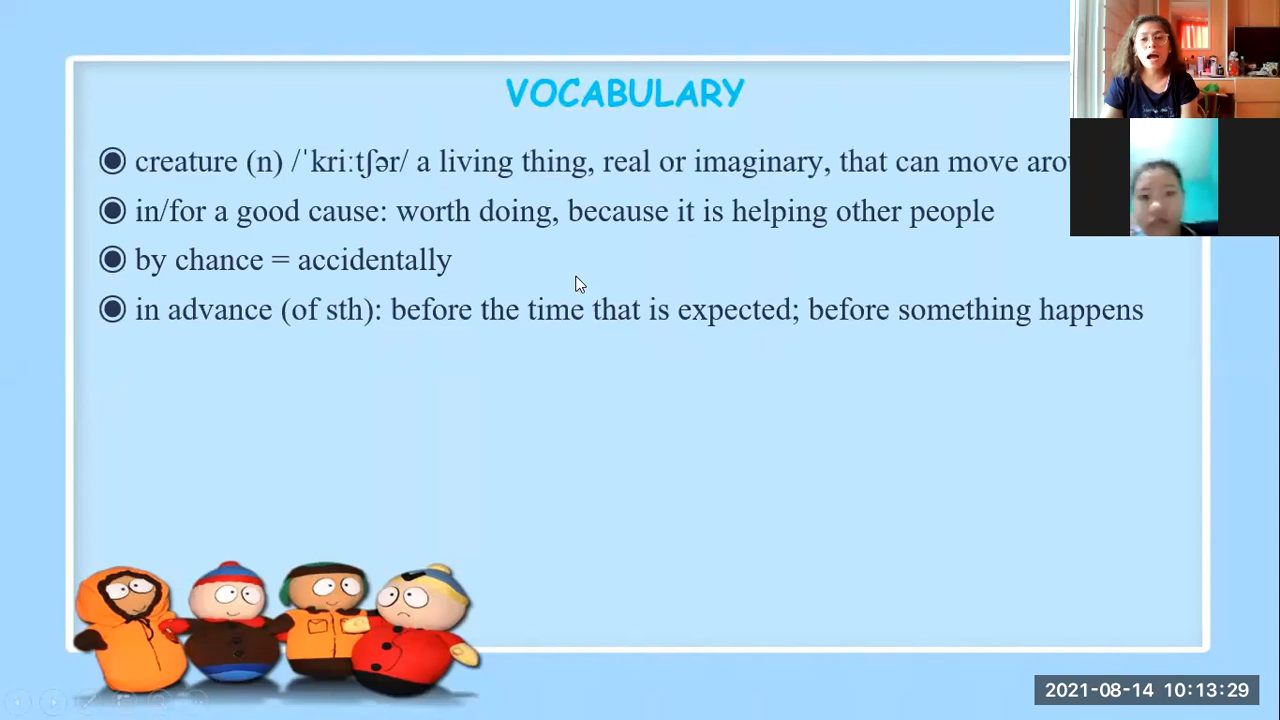 VOCABULARY
creature (n) /ˈkriːtʃər/ a living thing, real or imaginary, that can move
in/for a good cause: worth doing, because it is helping other people
by chance = accidentally
in advance (of sth): before the time that is expected; before something happens
2021-08-14 10:13:29